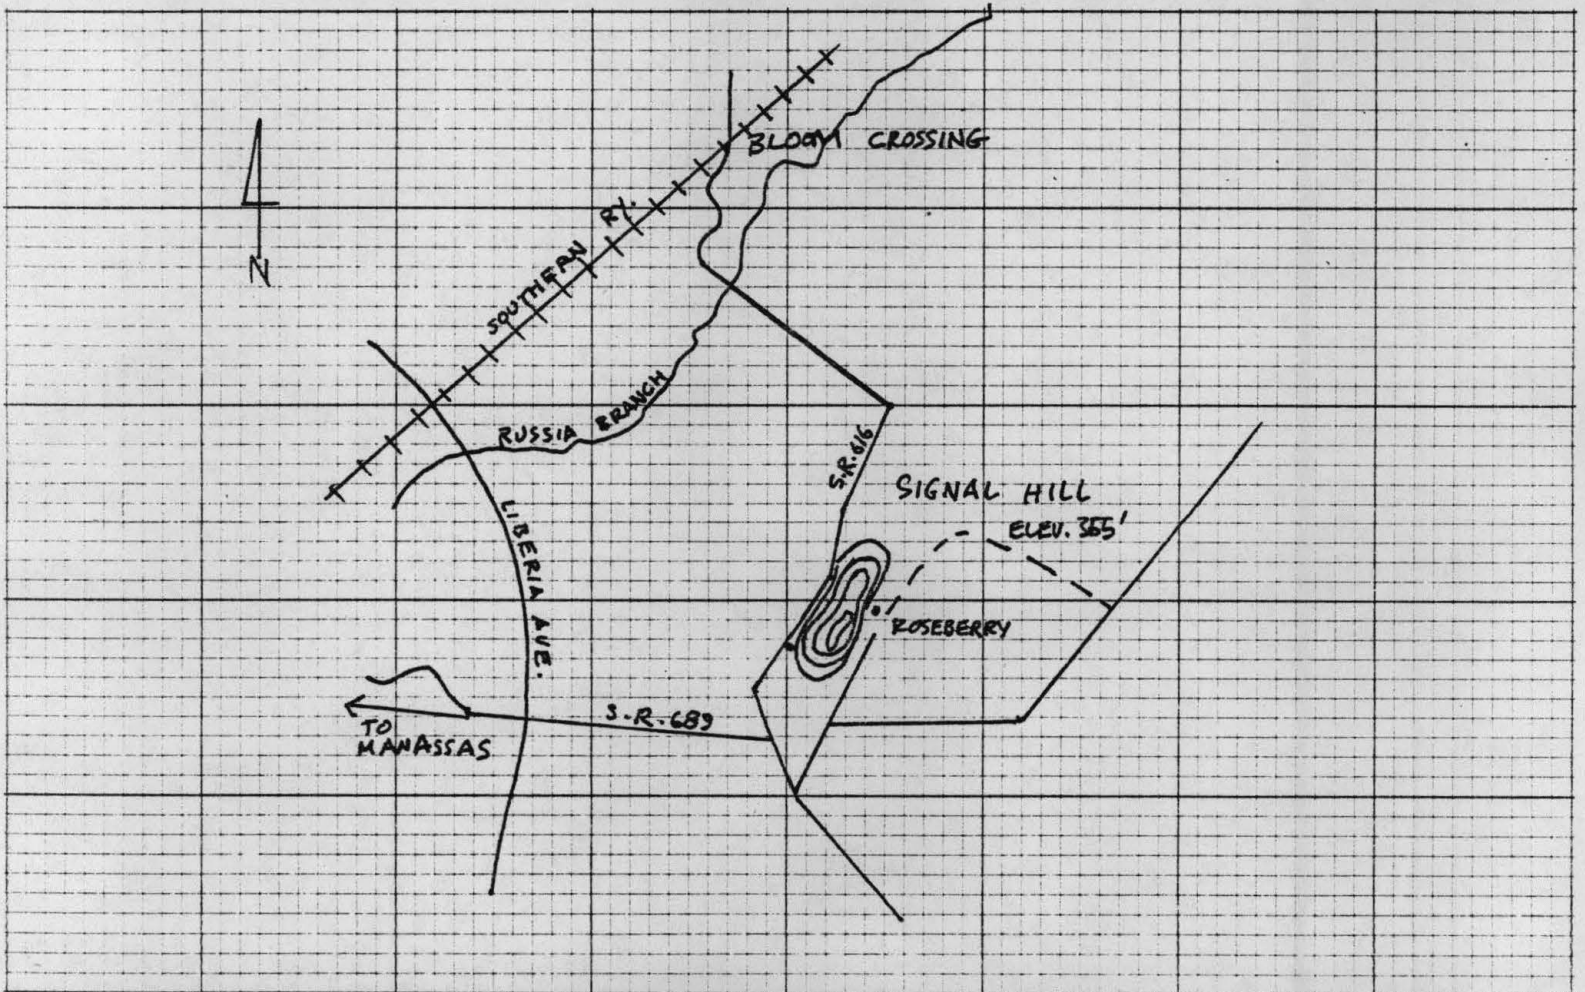 BLOOM CROSSING
N
SOUTHERN RY.
RUSSIA BRANCH
S.R. 616
SIGNAL HILL
ELEV. 355'
LIBERIA AVE.
ROSEBERRY
S.R. 689
TO
MANASSAS